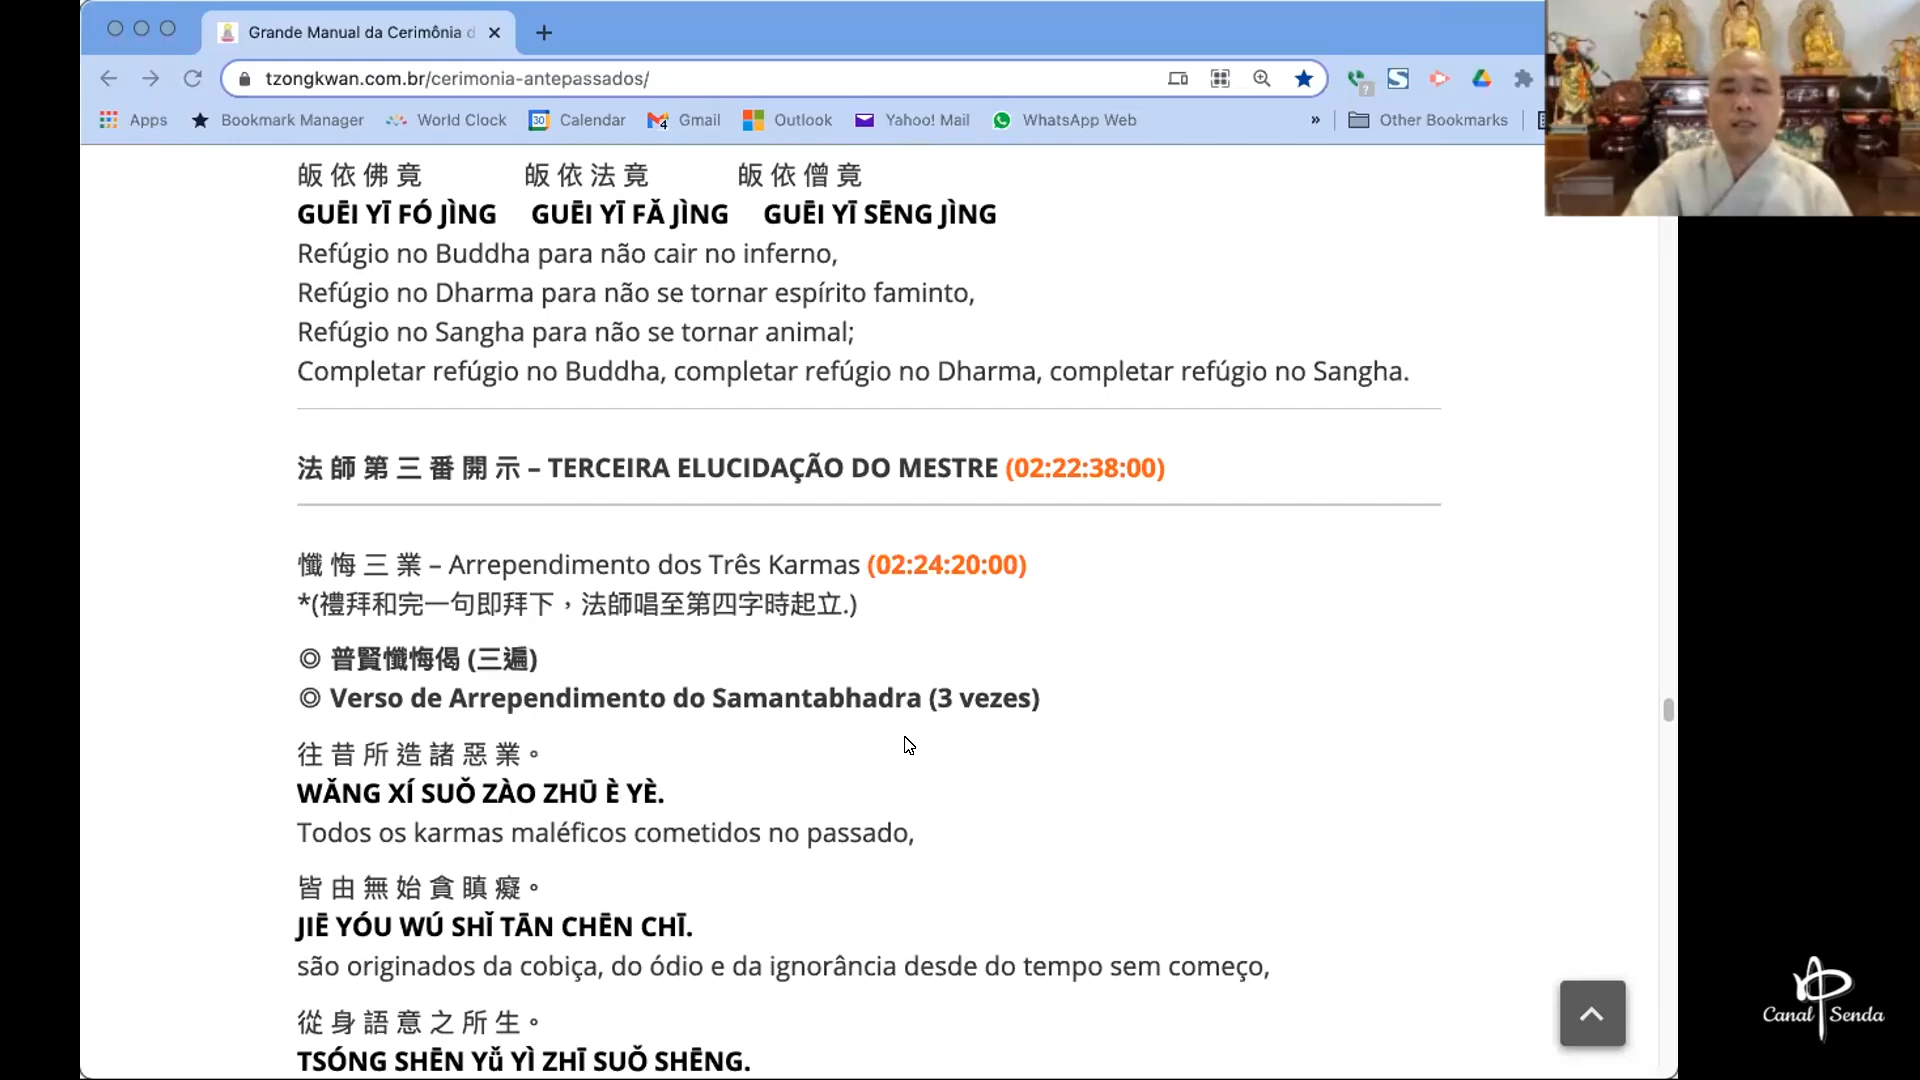 Grande Manual da Cerimônia d
tzongkwan.com.br/cerimonia-antepassados/
Apps Bookmark Manager World Clock 30 Calendar 4 Gmail Outlook Yahoo! Mail WhatsApp Web » Other Bookmarks
皈 依 佛 竟 皈 依 法 竟 皈 依 僧 竟
GUĒI YĪ FÓ JÌNG GUĒI YĪ FǍ JÌNG GUĒI YĪ SĒNG JÌNG
Refúgio no Buddha para não cair no inferno,
Refúgio no Dharma para não se tornar espírito faminto,
Refúgio no Sangha para não se tornar animal;
Completar refúgio no Buddha, completar refúgio no Dharma, completar refúgio no Sangha.
法 師 第 三 番 開 示 – TERCEIRA ELUCIDAÇÃO DO MESTRE (02:22:38:00)
懺 悔 三 業 – Arrependimento dos Três Karmas (02:24:20:00)
*(禮拜和完一句即拜下，法師唱至第四字時起立.)
◎ 普賢懺悔偈 (三遍)
◎ Verso de Arrependimento do Samantabhadra (3 vezes)
往 昔 所 造 諸 惡 業。
WǍNG XÍ SUǑ ZÀO ZHŪ È YÈ.
Todos os karmas maléficos cometidos no passado,
皆 由 無 始 貪 瞋 癡。
JIĒ YÓU WÚ SHǏ TĀN CHĒN CHĪ.
são originados da cobiça, do ódio e da ignorância desde do tempo sem começo,
從 身 語 意 之 所 生。
TSÓNG SHĒN Yǚ YÌ ZHĪ SUǑ SHĒNG.
Canal Senda